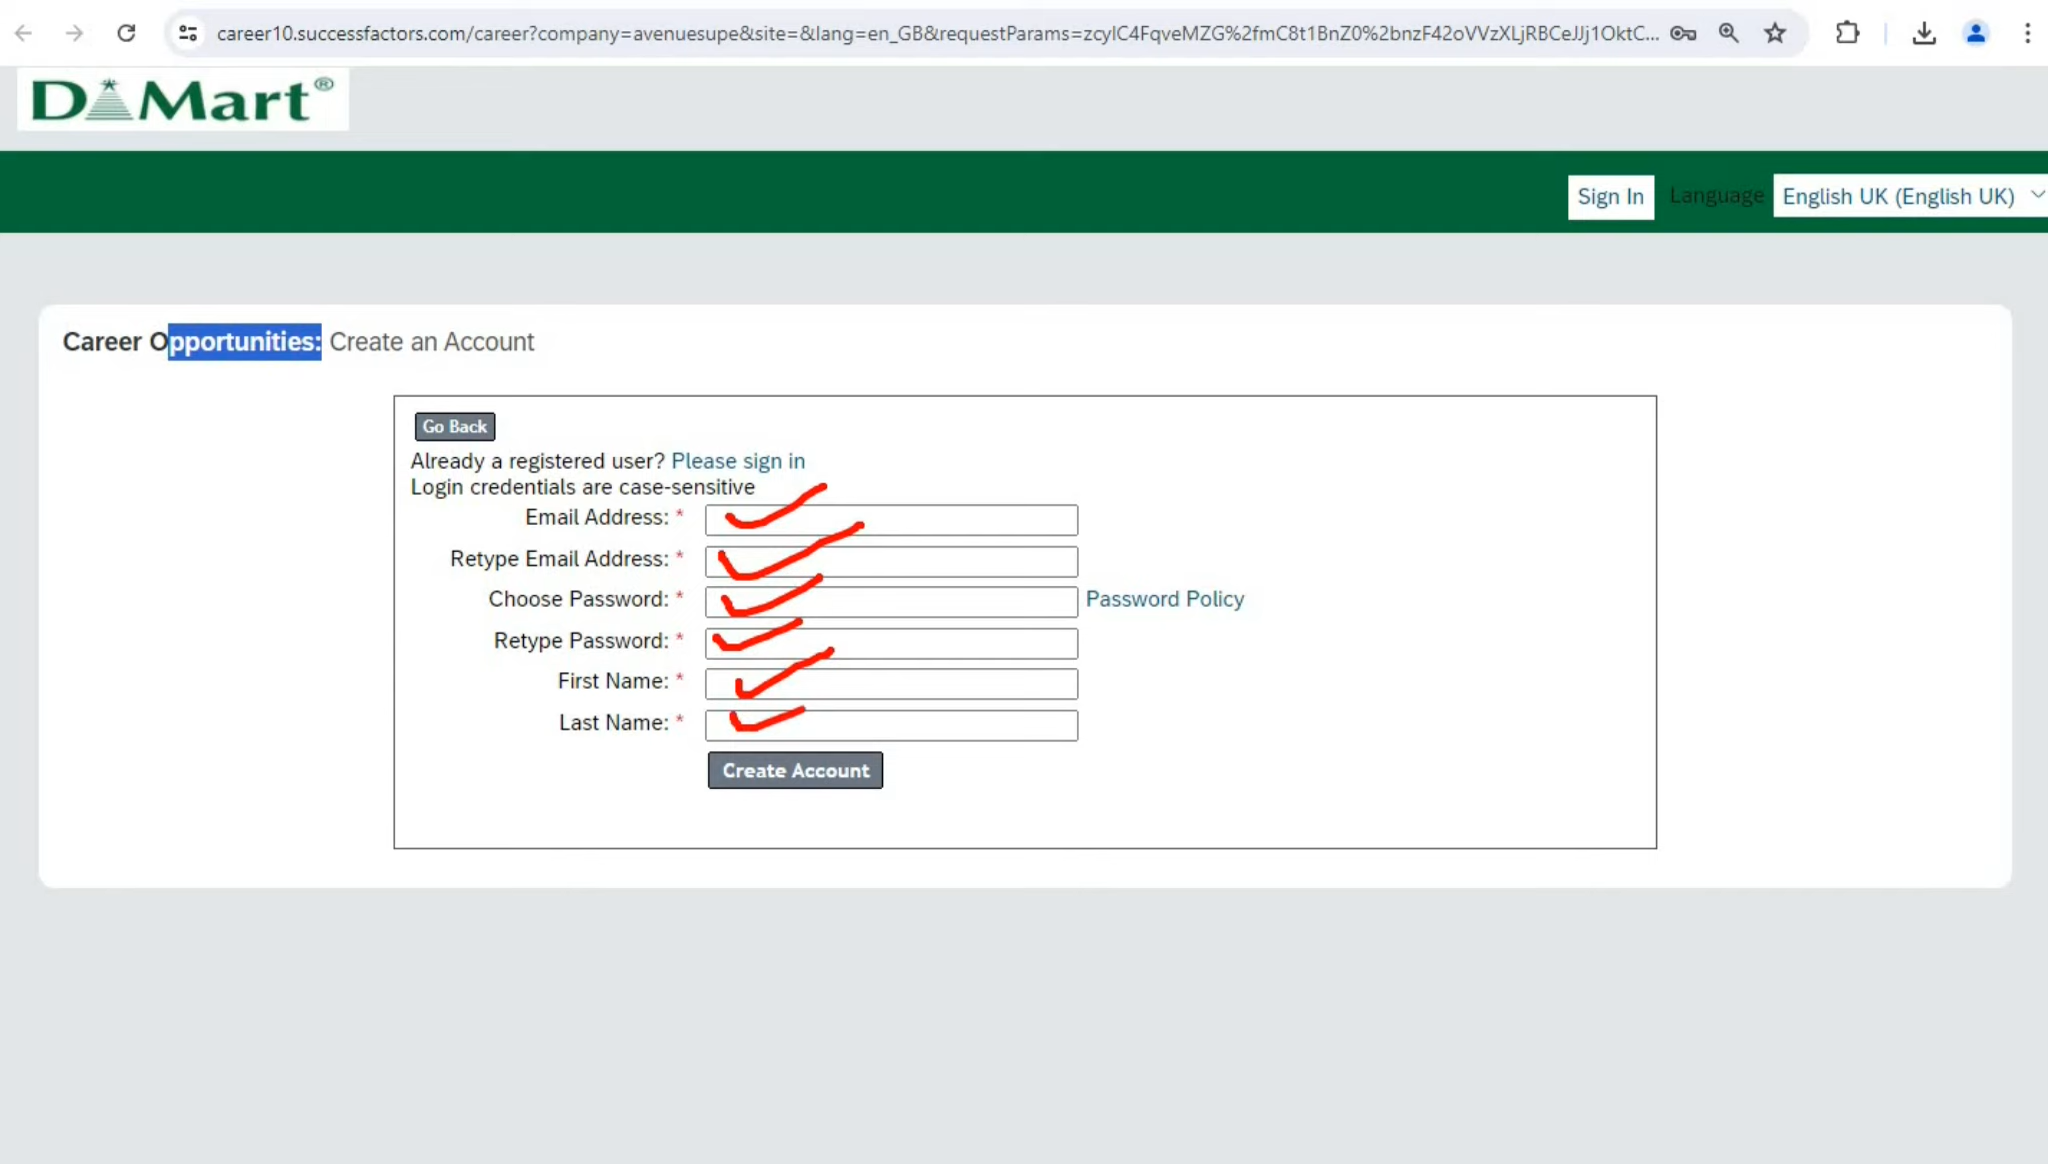 career10.successfactors.com/career?company=avenuesupe&site=&lang=en_GB&requestParams=zcylC4FqveMZG%2fmC8t1BnZ0%2bnzF42oVVzXLjRBCeJJj1OktC...
D Mart®
Sign In Language English UK (English UK)
Career Opportunities: Create an Account
Go Back
Already a registered user? Please sign in
Login credentials are case-sensitive
Email Address: *
Retype Email Address: *
Choose Password: * Password Policy
Retype Password: *
First Name: *
Last Name: *
Create Account